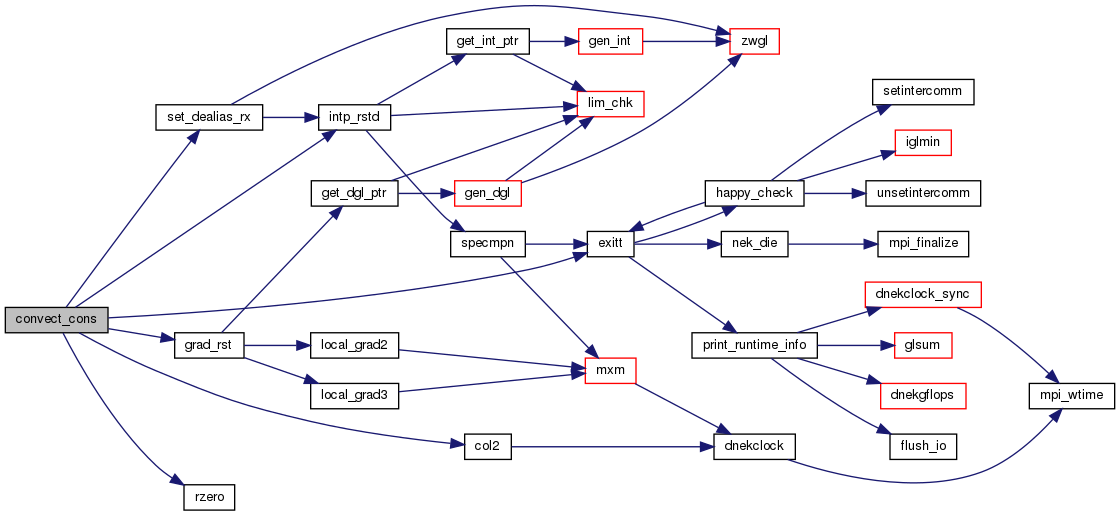 get_int_ptr
gen_int
zwgl
setintercomm
lim_chk
set_dealias_rx
intp_rstd
iglmin
get_dgl_ptr
gen_dgl
happy_check
unsetintercomm
specmpn
exitt
nek_die
mpi_finalize
dnekclock_sync
convect_cons
grad_rst
local_grad2
print_runtime_info
glsum
mxm
local_grad3
dnekgflops
mpi_wtime
col2
dnekclock
flush_io
rzero